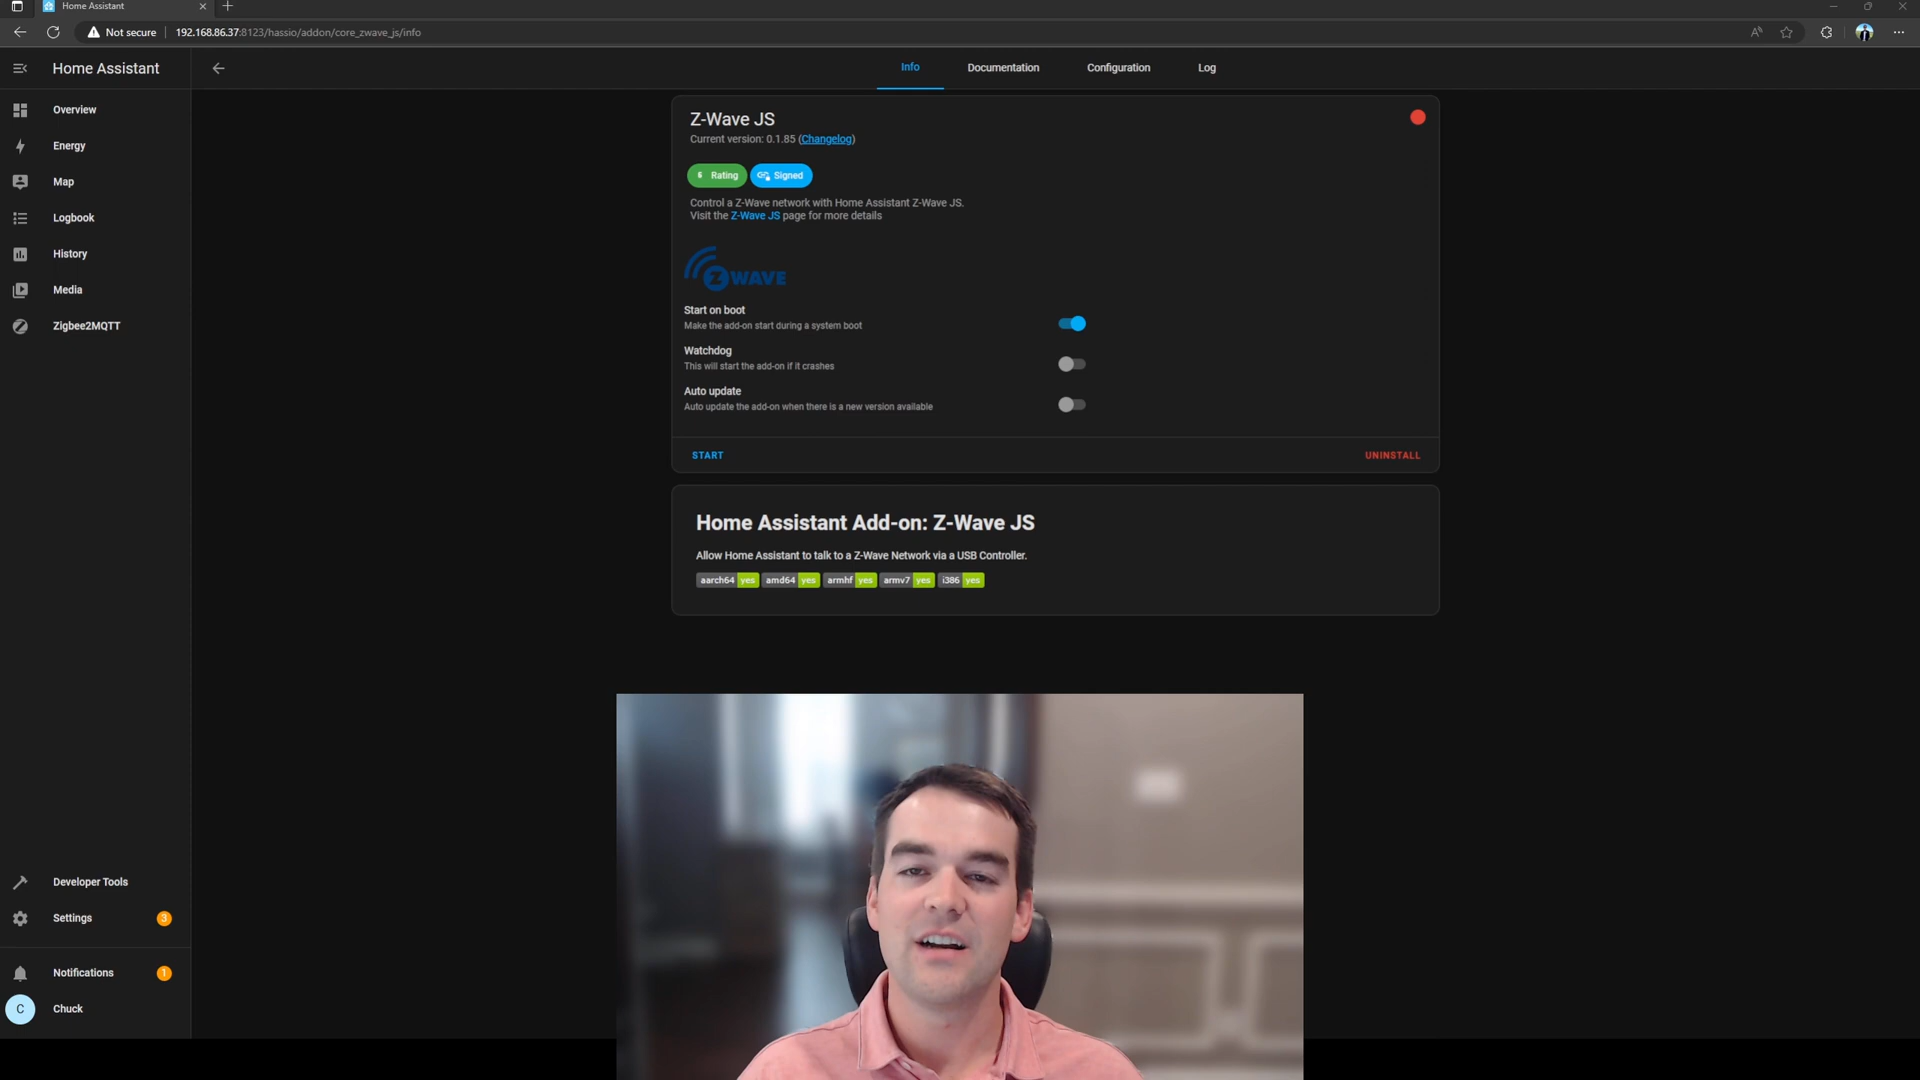 Home Assistant
Not secure
192.168.86.37:8123/hassio/addon/core_zwave_js/info
Home Assistant
Info
Documentation
Configuration
Log
Overview
Energy
Map
Logbook
History
Media
Zigbee2MQTT
Developer Tools
Settings
3
Notifications
1
C
Chuck
Z-Wave JS
Current version: 0.1.85 (Changelog)
6 Rating
Signed
Control a Z-Wave network with Home Assistant Z-Wave JS.
Visit the Z-Wave JS page for more details
Z WAVE
Start on boot
Make the add-on start during a system boot
Watchdog
This will start the add-on if it crashes
Auto update
Auto update the add-on when there is a new version available
START
UNINSTALL
Home Assistant Add-on: Z-Wave JS
Allow Home Assistant to talk to a Z-Wave Network via a USB Controller.
aarch64 yes amd64 yes armhf yes armv7 yes i386 yes